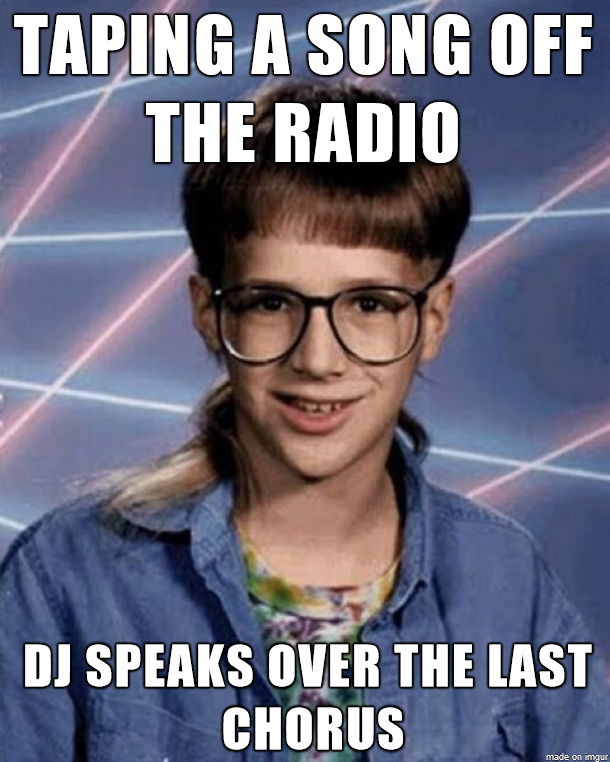 TAPING A SONG OFF
THE RADIO
DJ SPEAKS OVER THE LAST
CHORUS
made on imgur